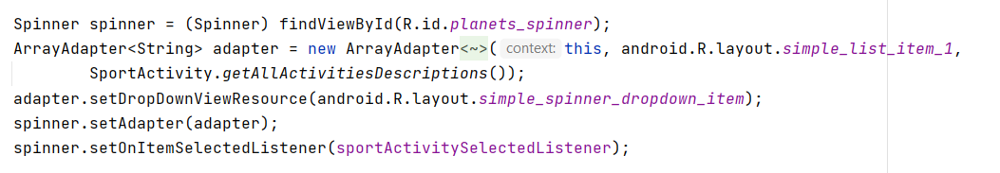 Spinner spinner = (Spinner) findViewById(R.id.planets_spinner);
ArrayAdapter<String> adapter = new ArrayAdapter<~>( context: this, android.R.layout.simple_list_item_1,
SportActivity.getAllActivitiesDescriptions());
adapter.setDropDownViewResource(android.R.layout.simple_spinner_dropdown_item);
spinner.setAdapter(adapter);
spinner.setOnItemSelectedListener(sportActivitySelectedListener);